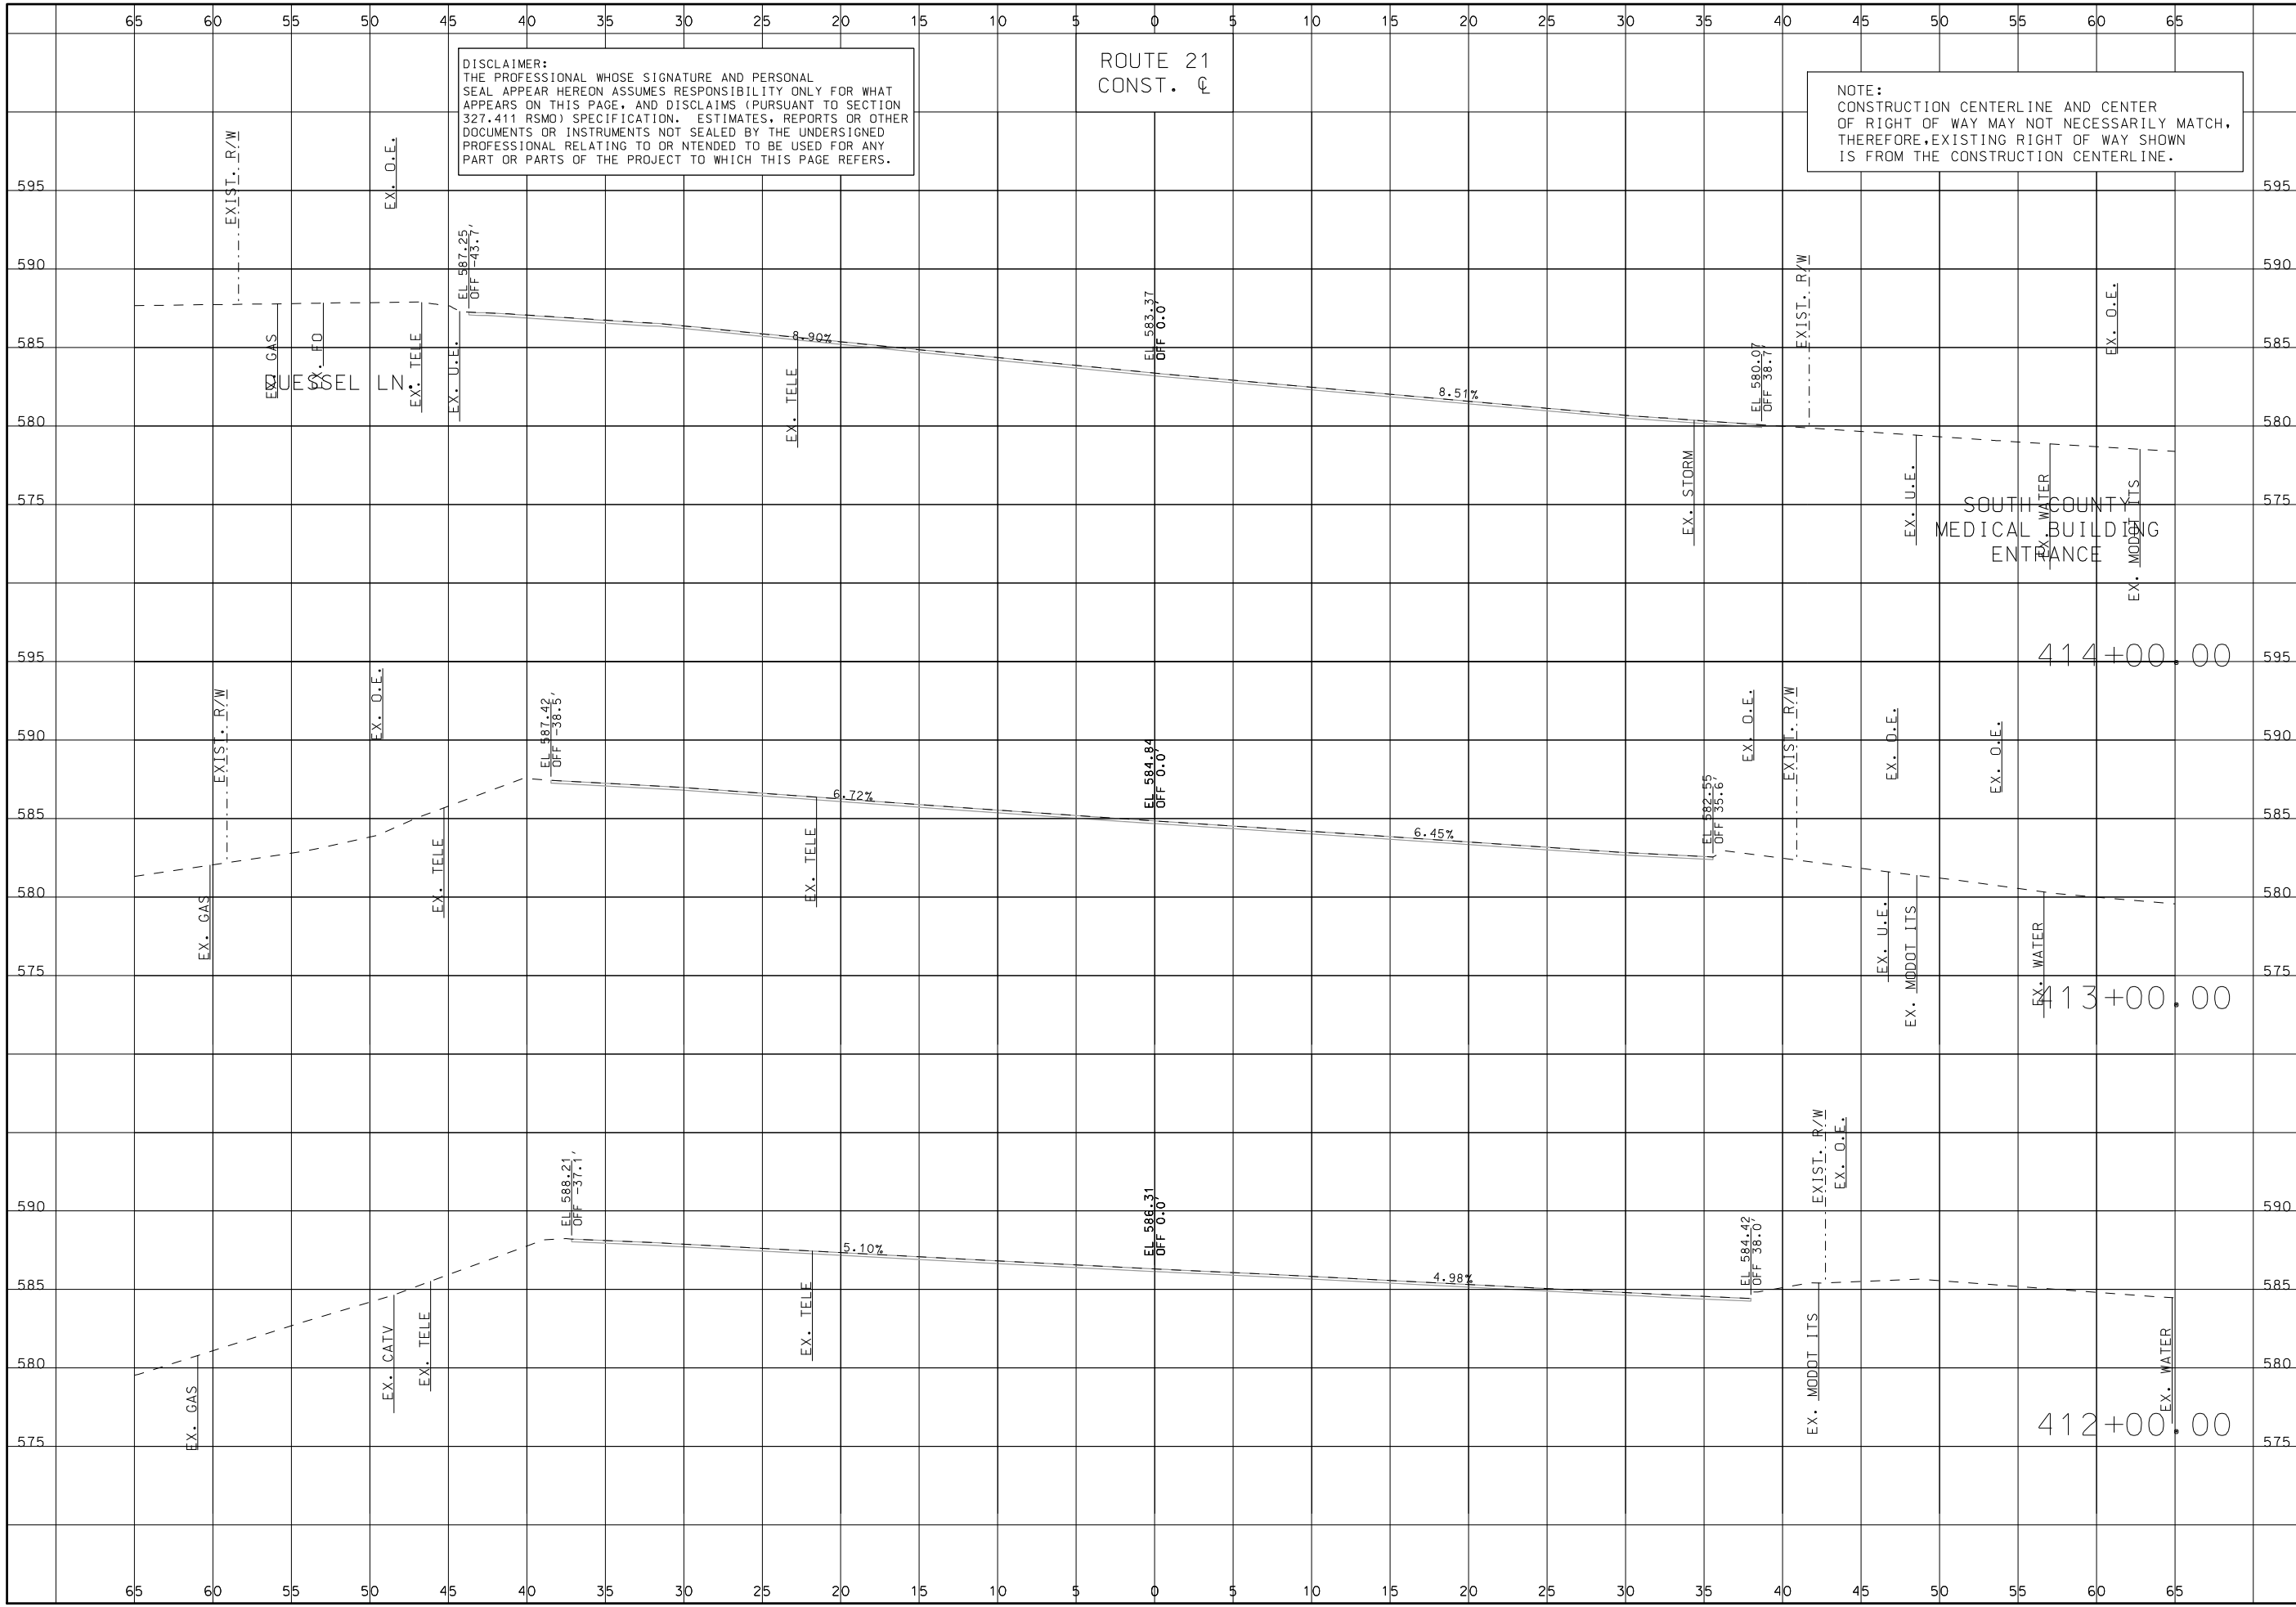 65 60 55 50 45 40 35 30 25 20 15 10 5 0 5 10 15 20 25 30 35 40 45 50 55 60 65
DISCLAIMER:
THE PROFESSIONAL WHOSE SIGNATURE AND PERSONAL
SEAL APPEAR HEREON ASSUMES RESPONSIBILITY ONLY FOR WHAT
APPEARS ON THIS PAGE, AND DISCLAIMS (PURSUANT TO SECTION
327.411 RSMO) SPECIFICATION. ESTIMATES, REPORTS OR OTHER
DOCUMENTS OR INSTRUMENTS NOT SEALED BY THE UNDERSIGNED
PROFESSIONAL RELATING TO OR NTENDED TO BE USED FOR ANY
PART OR PARTS OF THE PROJECT TO WHICH THIS PAGE REFERS.
ROUTE 21
CONST. ℄
NOTE:
CONSTRUCTION CENTERLINE AND CENTER
OF RIGHT OF WAY MAY NOT NECESSARILY MATCH,
THEREFORE,EXISTING RIGHT OF WAY SHOWN
IS FROM THE CONSTRUCTION CENTERLINE.
595 595
590 590
585 585
580 580
575 575
EXIST. R/W
EX. O.E.
EL 587.25
OFF -43.7'
EL 583.37
OFF 0.0'
EL 580.07
OFF 38.7'
EXIST. R/W
EX. O.E.
8.90%
8.51%
EX. GAS
EX. FO
EX. TELE
EX. U.E.
LN.
EX. TELE
EX. STORM
EX. U.E.
EX. WATER
EX. MODOT ITS
SOUTH COUNTY
MEDICAL BUILDING
ENTRANCE
414+00.00
595 595
590 590
585 585
580 580
575 575
EXIST. R/W
EX. O.E.
EL 587.42
OFF -38.5'
EL 584.84
OFF 0.0'
EL 582.55
OFF 35.6'
EX. O.E.
EXIST. R/W
EX. O.E.
EX. O.E.
6.72%
6.45%
EX. GAS
EX. TELE
EX. TELE
EX. U.E.
EX. MODOT ITS
EX. WATER
413+00.00
590 590
585 585
580 580
575 575
EL 588.21
OFF -37.1'
EL 586.31
OFF 0.0'
EL 584.42
OFF 38.0'
EXIST. R/W
EX. O.E.
5.10%
4.98%
EX. GAS
EX. CATV
EX. TELE
EX. TELE
EX. MODOT ITS
EX. WATER
412+00.00
65 60 55 50 45 40 35 30 25 20 15 10 5 0 5 10 15 20 25 30 35 40 45 50 55 60 65